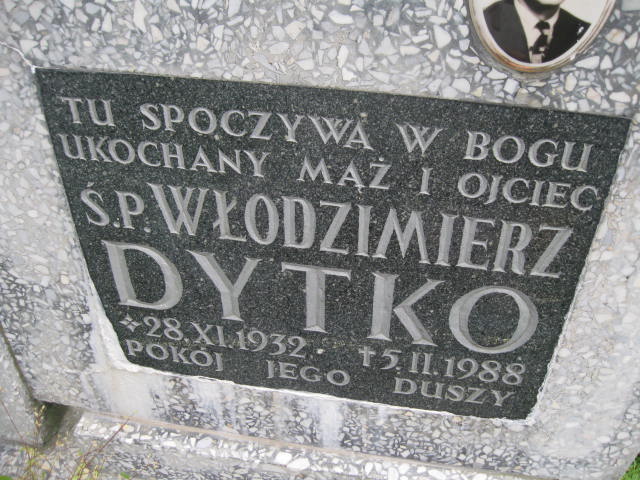 TU SPOCZYWA W BOGU
UKOCHANY MĄŻ I OJCIEC
Ś.P. WŁODZIMIERZ
DYTKO
*28.XI.1932. †5.II.1988
POKÓJ JEGO DUSZY